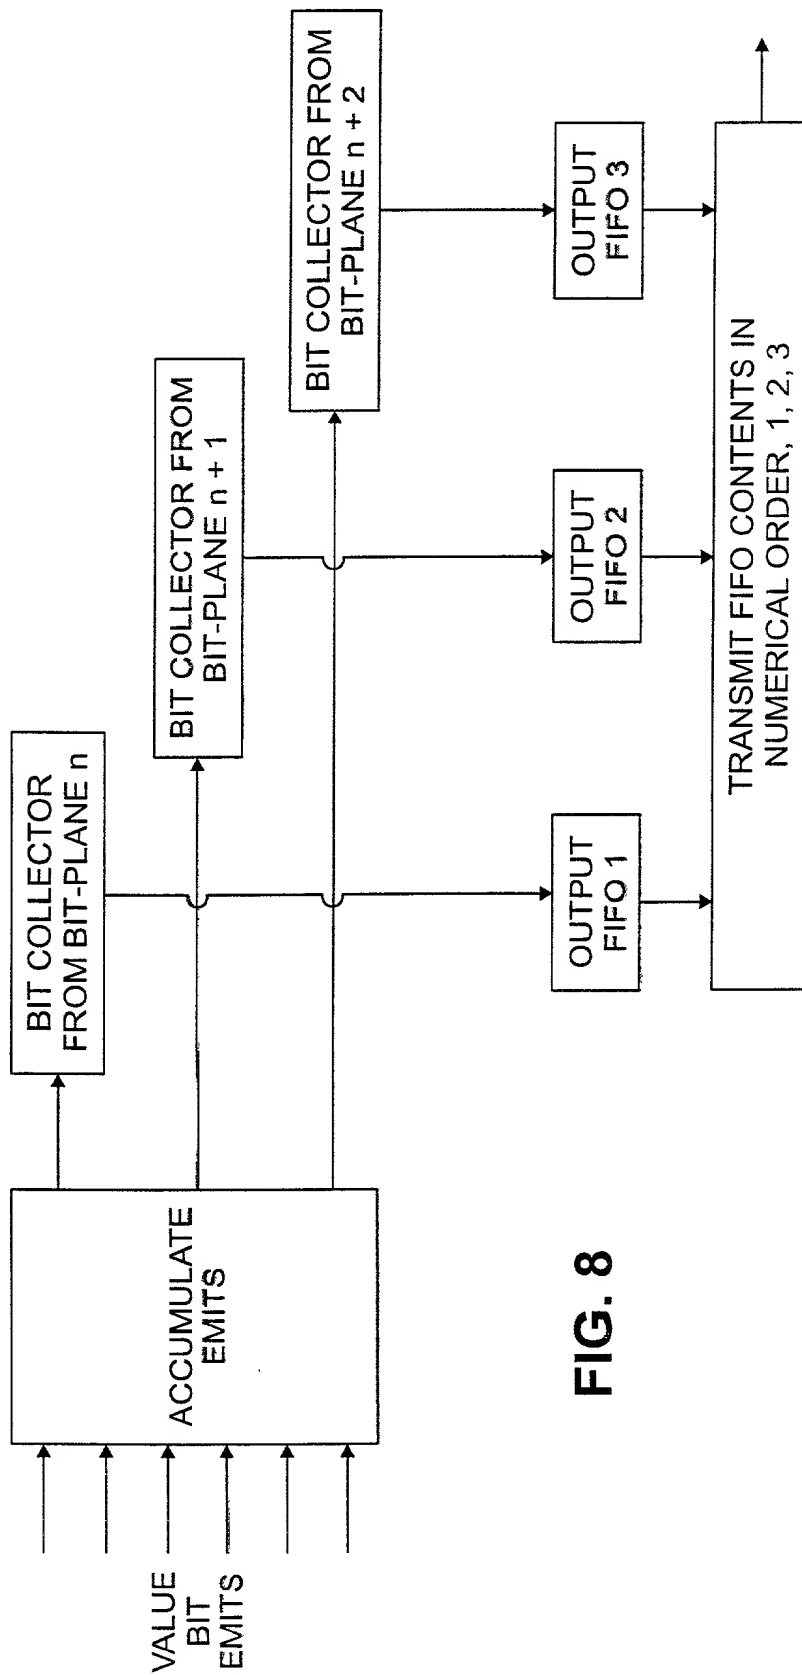 VALUE
BIT
EMITS
ACCUMULATE
EMITS
BIT COLLECTOR
FROM BIT-PLANE n
BIT COLLECTOR FROM
BIT-PLANE n + 1
BIT COLLECTOR FROM
BIT-PLANE n + 2
OUTPUT
FIFO 1
OUTPUT
FIFO 2
OUTPUT
FIFO 3
TRANSMIT FIFO CONTENTS IN
NUMERICAL ORDER, 1, 2, 3
FIG. 8